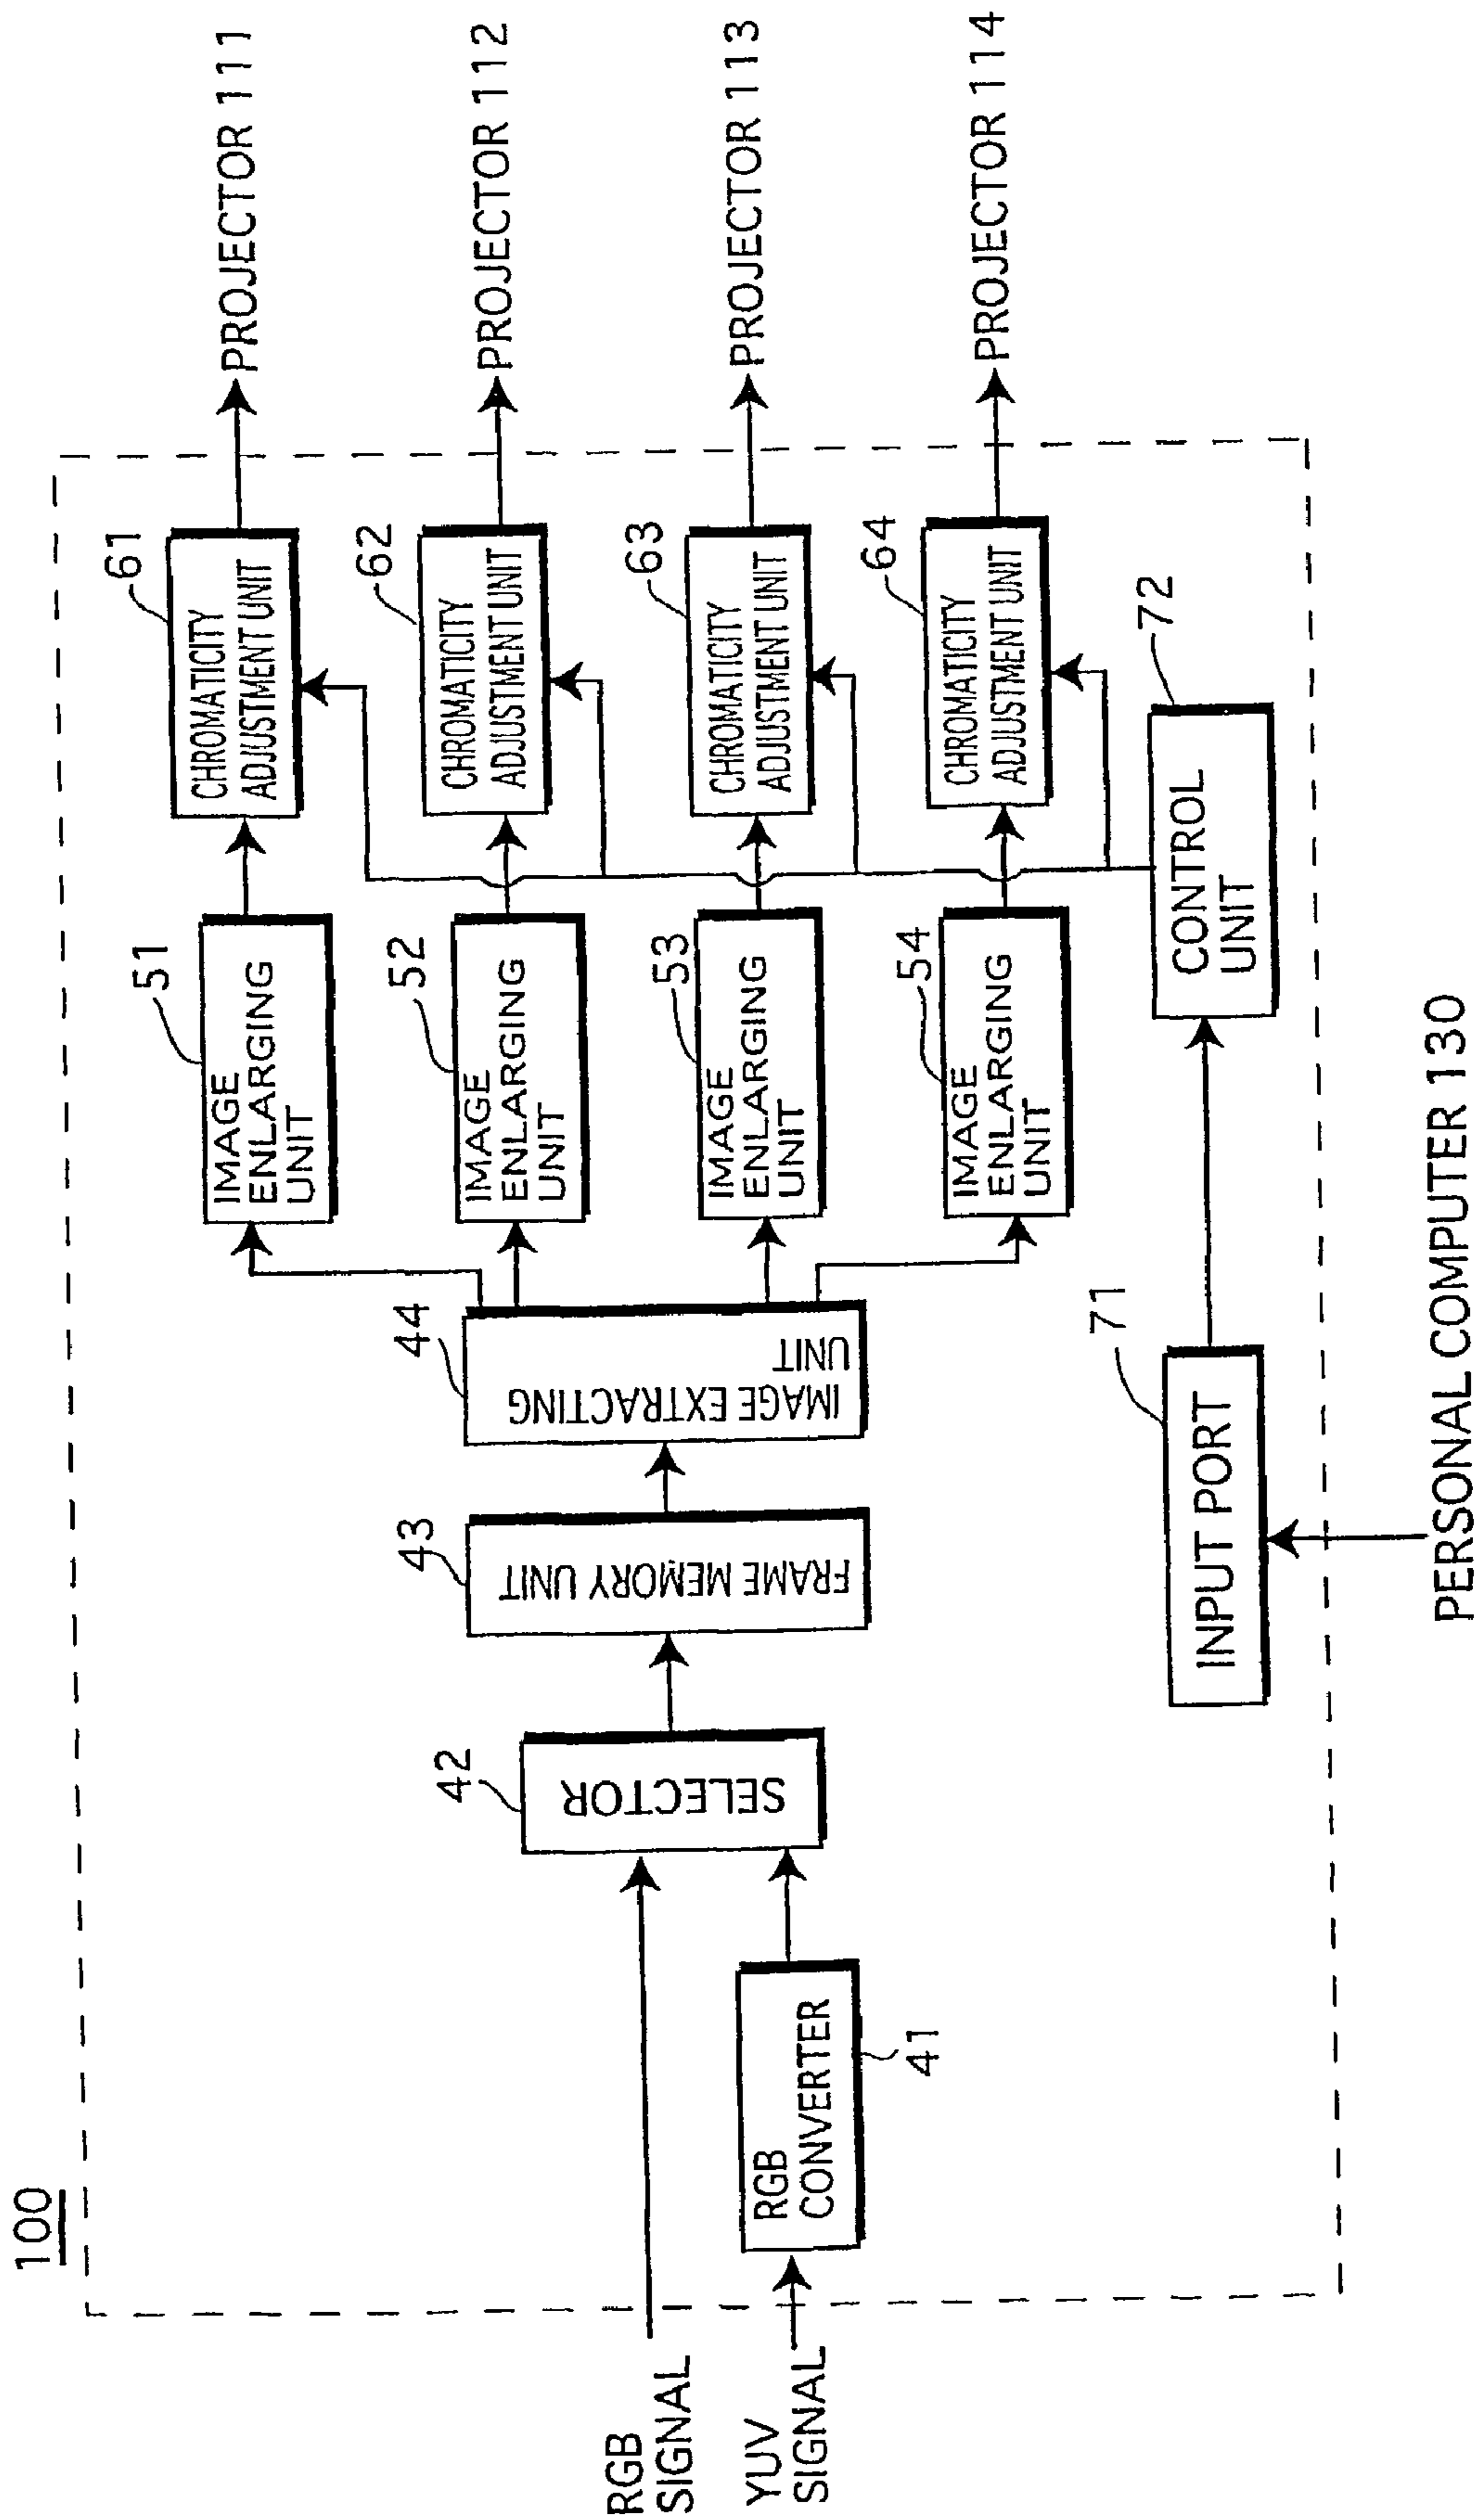 100
RGB
SIGNAL
YUV
SIGNAL
RGB
CONVERTER
41
SELECTOR
42
FRAME MEMORY UNIT
43
IMAGE EXTRACTING
UNIT
44
IMAGE
ENLARGING
UNIT
51
IMAGE
ENLARGING
UNIT
52
IMAGE
ENLARGING
UNIT
53
IMAGE
ENLARGING
UNIT
54
CHROMATICITY
ADJUSTMENT UNIT
61
CHROMATICITY
ADJUSTMENT UNIT
62
CHROMATICITY
ADJUSTMENT UNIT
63
CHROMATICITY
ADJUSTMENT UNIT
64
PROJECTOR 111
PROJECTOR 112
PROJECTOR 113
PROJECTOR 114
INPUT PORT
71
CONTROL
UNIT
72
PERSONAL COMPUTER 130